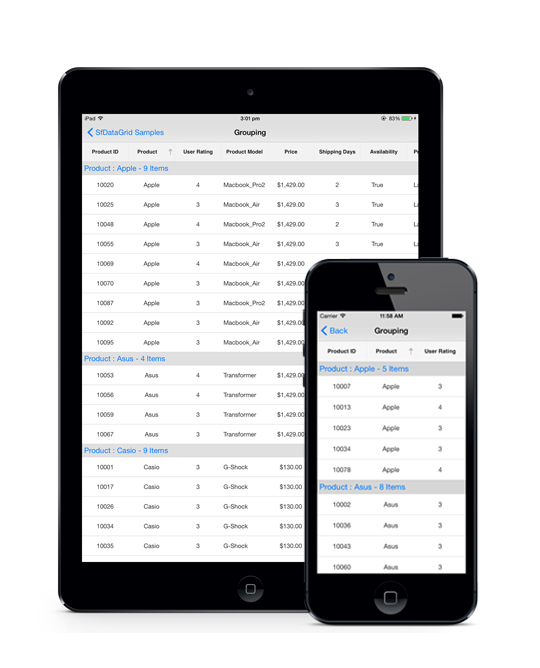 iPad 3:01 pm 83%
SfDataGrid Samples Grouping
Product ID Product User Rating Product Model Price Shipping Days Availability
Product : Apple - 9 Items
10020 Apple 4 Macbook_Pro2 $1,429.00 2 True
10025 Apple 3 Macbook_Air $1,429.00 3 True
10048 Apple 4 Macbook_Pro2 $1,429.00 2 True
10055 Apple 3 Macbook_Air $1,429.00 3 True
10069 Apple 4 Macbook_Air $1,429.00
10070 Apple 3 Macbook_Air $1,429.00
10087 Apple 3 Macbook_Pro2 $1,429.00
10092 Apple 3 Macbook_Air $1,429.00
10095 Apple 3 Macbook_Air $1,429.00
Product : Asus - 4 Items
10053 Asus 4 Transformer $1,429.00
10056 Asus 4 Transformer $1,429.00
10059 Asus 3 Transformer $1,429.00
10067 Asus 3 Transformer $1,429.00
Product : Casio - 9 Items
10001 Casio 3 G-Shock $130.00
10017 Casio 3 G-Shock $130.00
10026 Casio 3 G-Shock $130.00
10034 Casio 3 G-Shock $130.00
10035 Casio 3 G-Shock $130.00
Carrier 11:58 AM
Back Grouping
Product ID Product User Rating
Product : Apple - 5 Items
10007 Apple 3
10013 Apple 4
10023 Apple 3
10034 Apple 3
10078 Apple 4
Product : Asus - 8 Items
10002 Asus 3
10036 Asus 3
10043 Asus 3
10060 Asus 3